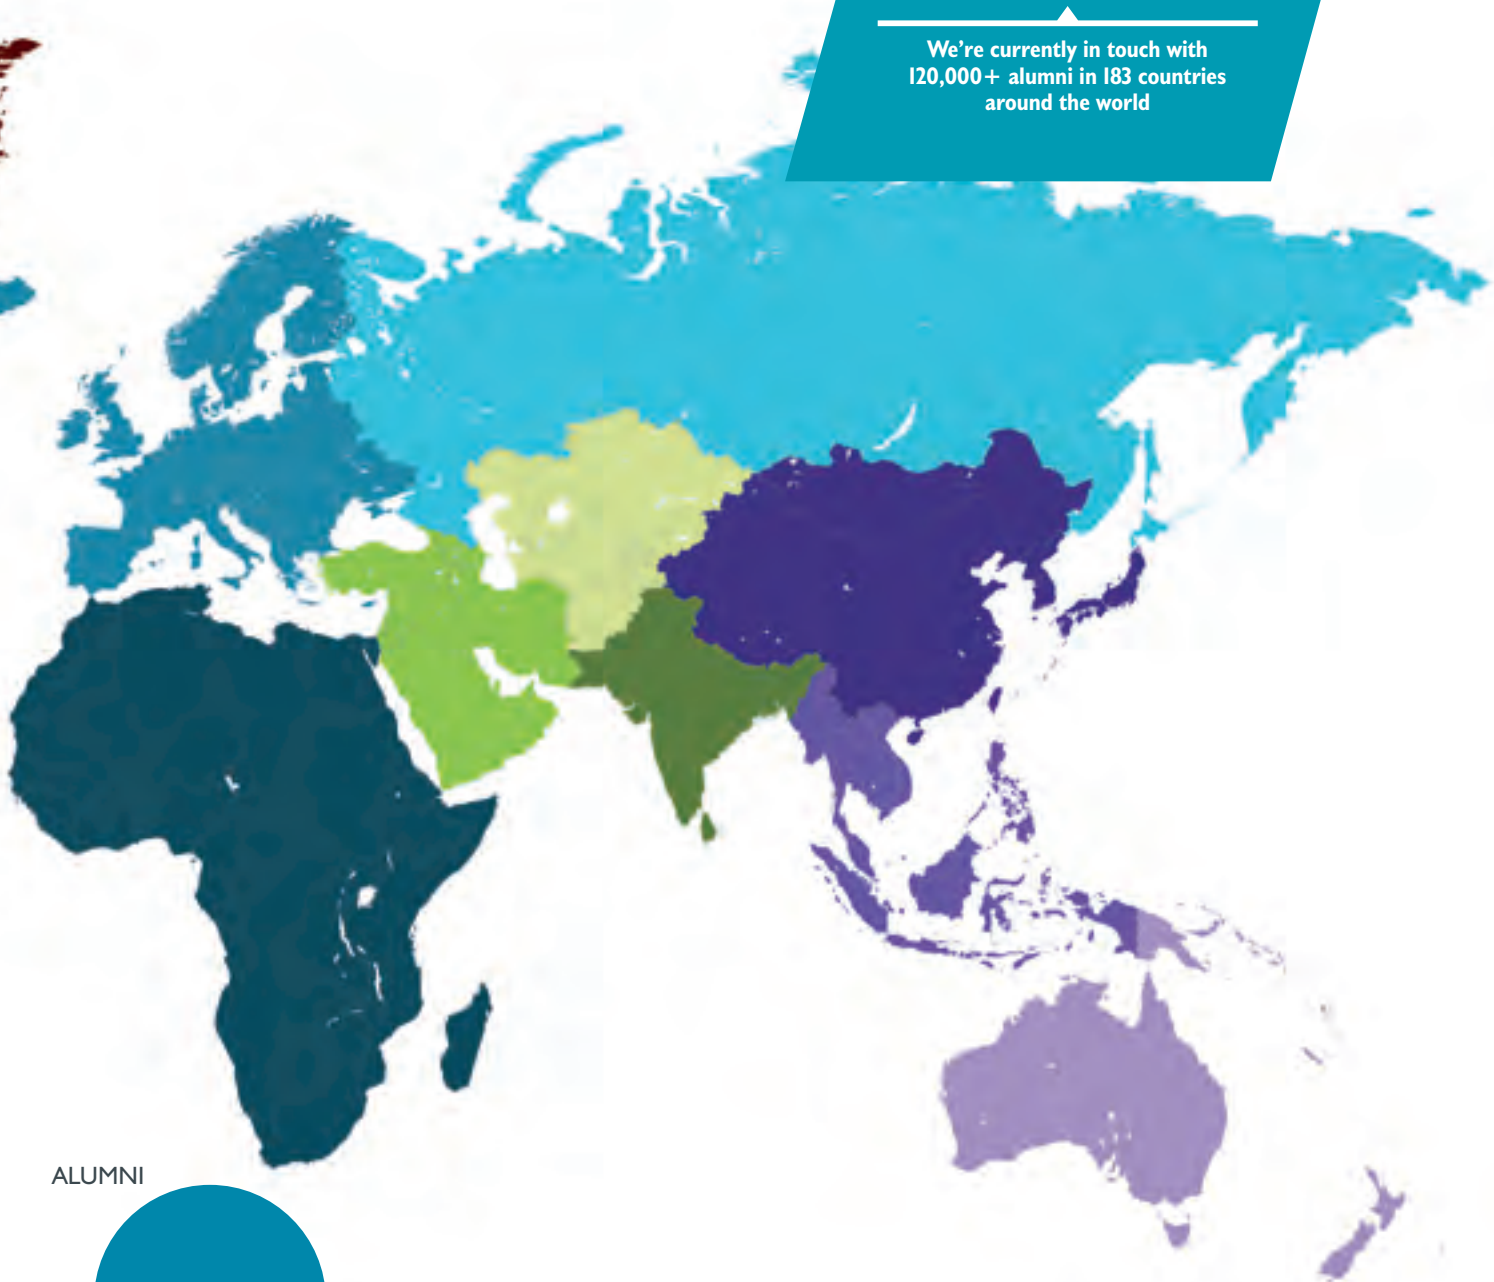 We’re currently in touch with
120,000+ alumni in 183 countries
around the world
ALUMNI